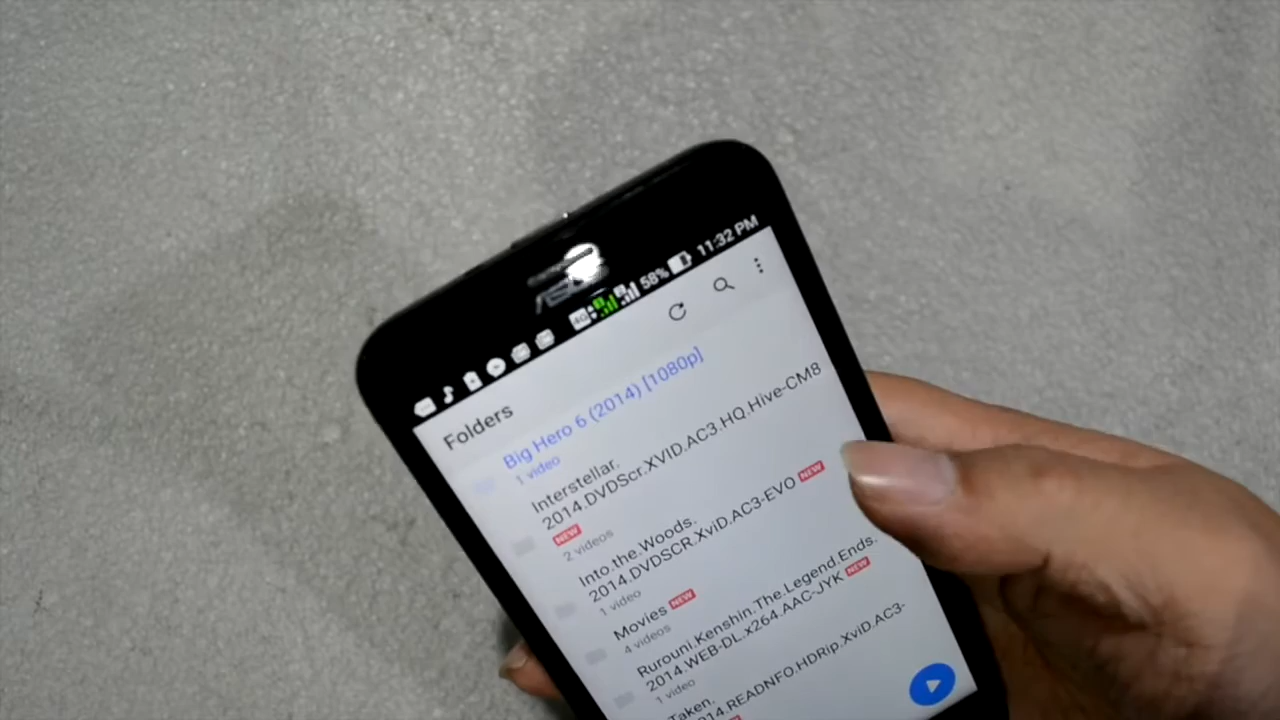 ASUS
4G 58% 11:32 PM
Folders
Big Hero 6 (2014) [1080p]
1 video
Interstellar.
2014.DVDScr.XVID.AC3.HQ.Hive-CM8
NEW
2 videos
Into.the.Woods.
2014.DVDSCR.XviD.AC3-EVO NEW
1 video
Movies NEW
4 videos
Rurouni.Kenshin.The.Legend.Ends.
2014.WEB-DL.x264.AAC-JYK NEW
1 video
Taken.
2014.READNFO.HDRip.XviD.AC3-